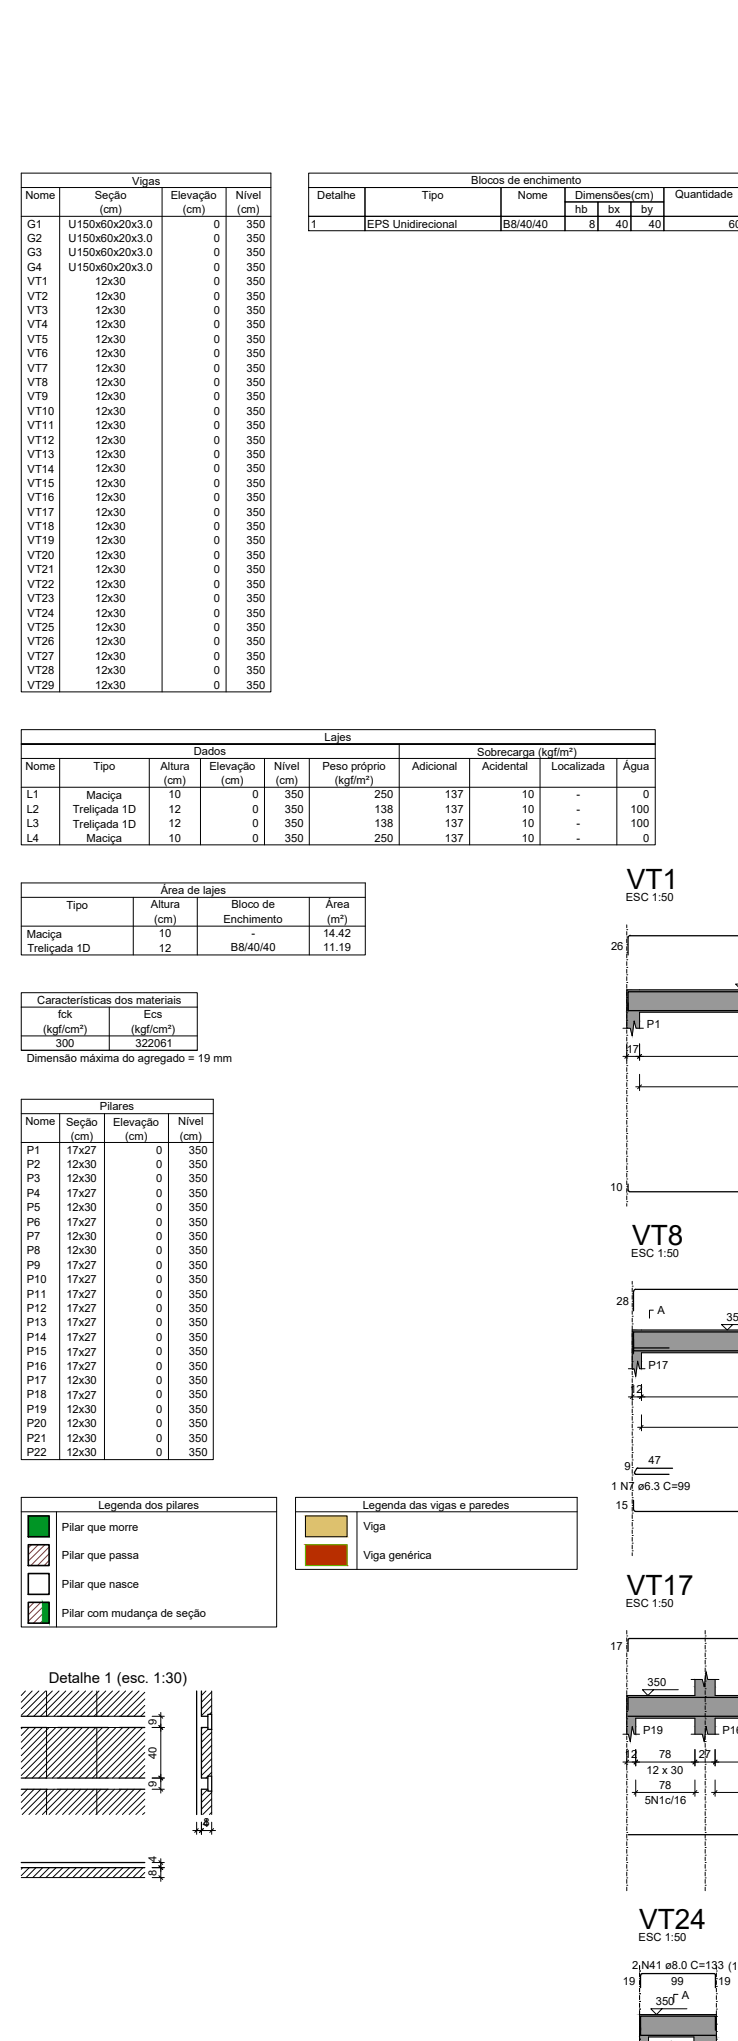 Vigas
Nome Seção (cm) Elevação (cm) Nível (cm)
G1 U150x60x20x3.0 0 350
G2 U150x60x20x3.0 0 350
G3 U150x60x20x3.0 0 350
G4 U150x60x20x3.0 0 350
VT1 12x30 0 350
VT2 12x30 0 350
VT3 12x30 0 350
VT4 12x30 0 350
VT5 12x30 0 350
VT6 12x30 0 350
VT7 12x30 0 350
VT8 12x30 0 350
VT9 12x30 0 350
VT10 12x30 0 350
VT11 12x30 0 350
VT12 12x30 0 350
VT13 12x30 0 350
VT14 12x30 0 350
VT15 12x30 0 350
VT16 12x30 0 350
VT17 12x30 0 350
VT18 12x30 0 350
VT19 12x30 0 350
VT20 12x30 0 350
VT21 12x30 0 350
VT22 12x30 0 350
VT23 12x30 0 350
VT24 12x30 0 350
VT25 12x30 0 350
VT26 12x30 0 350
VT27 12x30 0 350
VT28 12x30 0 350
VT29 12x30 0 350
Blocos de enchimento
Detalhe Tipo Nome Dimensões(cm) Quantidade
hb bx by
1 EPS Unidirecional B8/40/40 8 40 40 60
Lajes
Dados Sobrecarga (kgf/m²)
Nome Tipo Altura (cm) Elevação (cm) Nível (cm) Peso próprio (kgf/m²) Adicional Acidental Localizada Água
L1 Maciça 10 0 350 250 137 10 - 0
L2 Treliçada 1D 12 0 350 138 137 10 - 100
L3 Treliçada 1D 12 0 350 138 137 10 - 100
L4 Maciça 10 0 350 250 137 10 - 0
Área de lajes
Tipo Altura (cm) Bloco de Enchimento Área (m²)
Maciça 10 - 14.42
Treliçada 1D 12 B8/40/40 11.19
Características dos materiais
fck (kgf/cm²) Ecs (kgf/cm²)
300 322061
Dimensão máxima do agregado = 19 mm
Pilares
Nome Seção (cm) Elevação (cm) Nível (cm)
P1 17x27 0 350
P2 12x30 0 350
P3 12x30 0 350
P4 17x27 0 350
P5 12x30 0 350
P6 17x27 0 350
P7 12x30 0 350
P8 12x30 0 350
P9 17x27 0 350
P10 17x27 0 350
P11 17x27 0 350
P12 17x27 0 350
P13 17x27 0 350
P14 17x27 0 350
P15 17x27 0 350
P16 17x27 0 350
P17 12x30 0 350
P18 17x27 0 350
P19 12x30 0 350
P20 12x30 0 350
P21 12x30 0 350
P22 12x30 0 350
Legenda dos pilares
Pilar que morre
Pilar que passa
Pilar que nasce
Pilar com mudança de seção
Legenda das vigas e paredes
Viga
Viga genérica
Detalhe 1 (esc. 1:30)
9
40
9
4
8
VT1
ESC 1:50
26
P1
17
10
VT8
ESC 1:50
28
A
P17
12
9 47
1 N7 ø6.3 C=99
15
VT17
ESC 1:50
17
350
P19
12 78 27
12 x 30
78
5N1c/16
VT24
ESC 1:50
2 N41 ø8.0 C=133
19 99 19
350 A